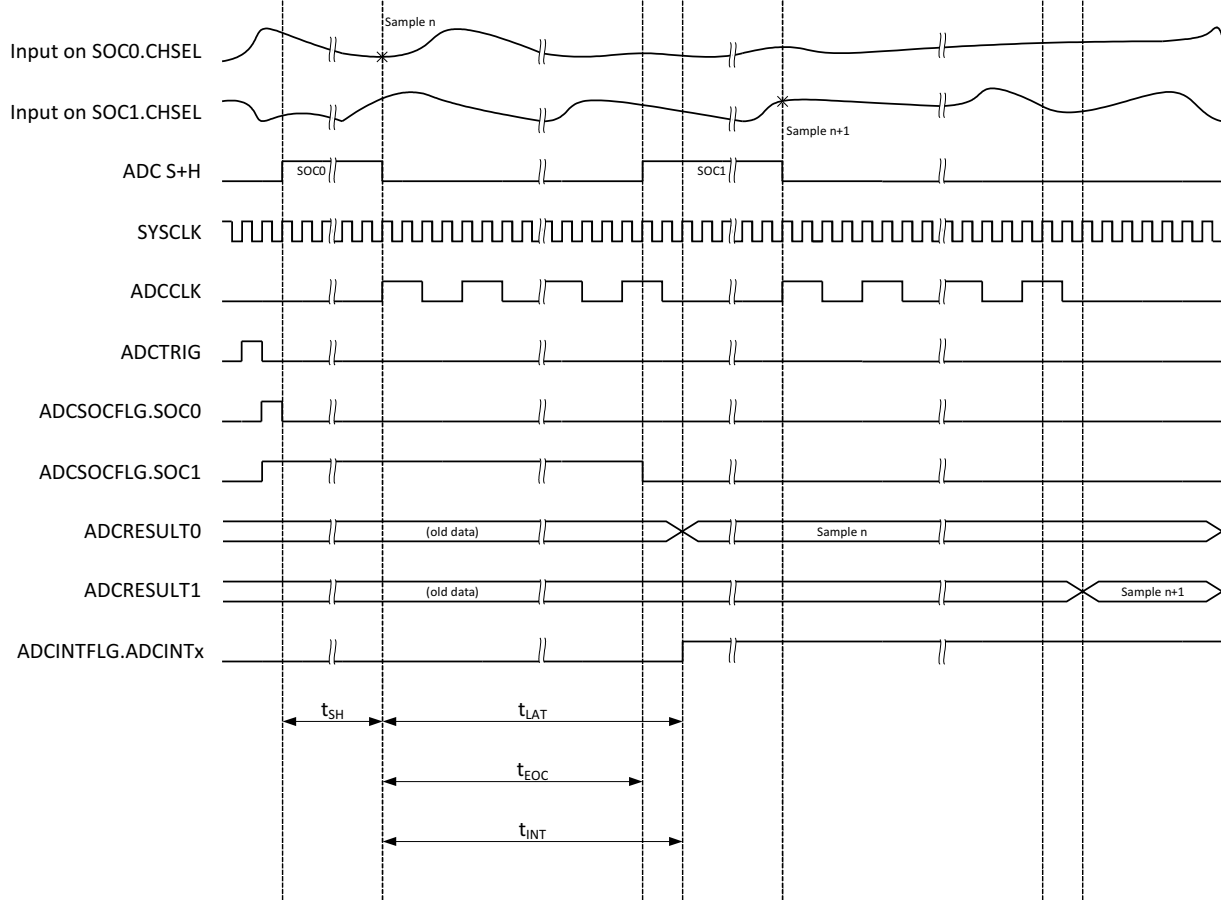 Sample n
Input on SOC0.CHSEL
Input on SOC1.CHSEL
Sample n+1
ADC S+H
SOC0
SOC1
SYSCLK
ADCCLK
ADCTRIG
ADCSOCFLG.SOC0
ADCSOCFLG.SOC1
ADCRESULT0
(old data)
Sample n
ADCRESULT1
(old data)
Sample n+1
ADCINTFLG.ADCINTx
tSH
tLAT
tEOC
tINT